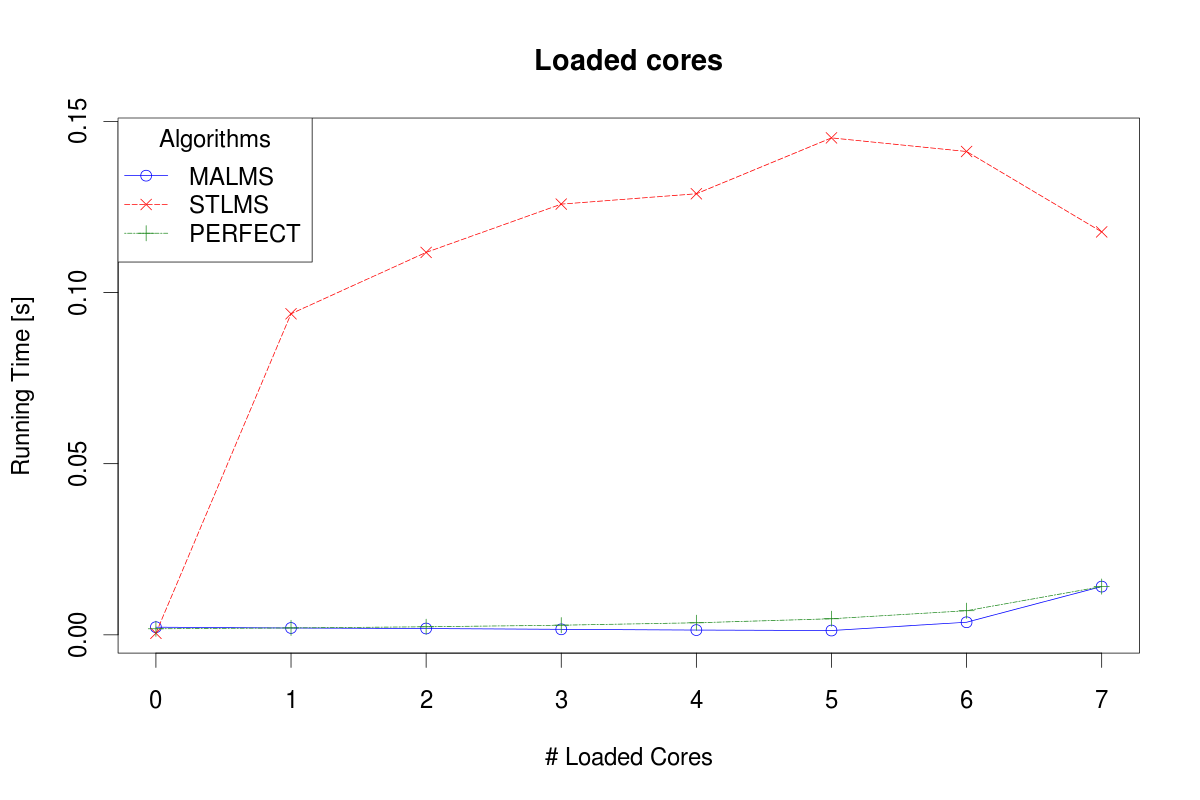 Loaded cores
Algorithms
MALMS
STLMS
PERFECT
Running Time [s]
0.15
0.10
0.05
0.00
0 1 2 3 4 5 6 7
# Loaded Cores